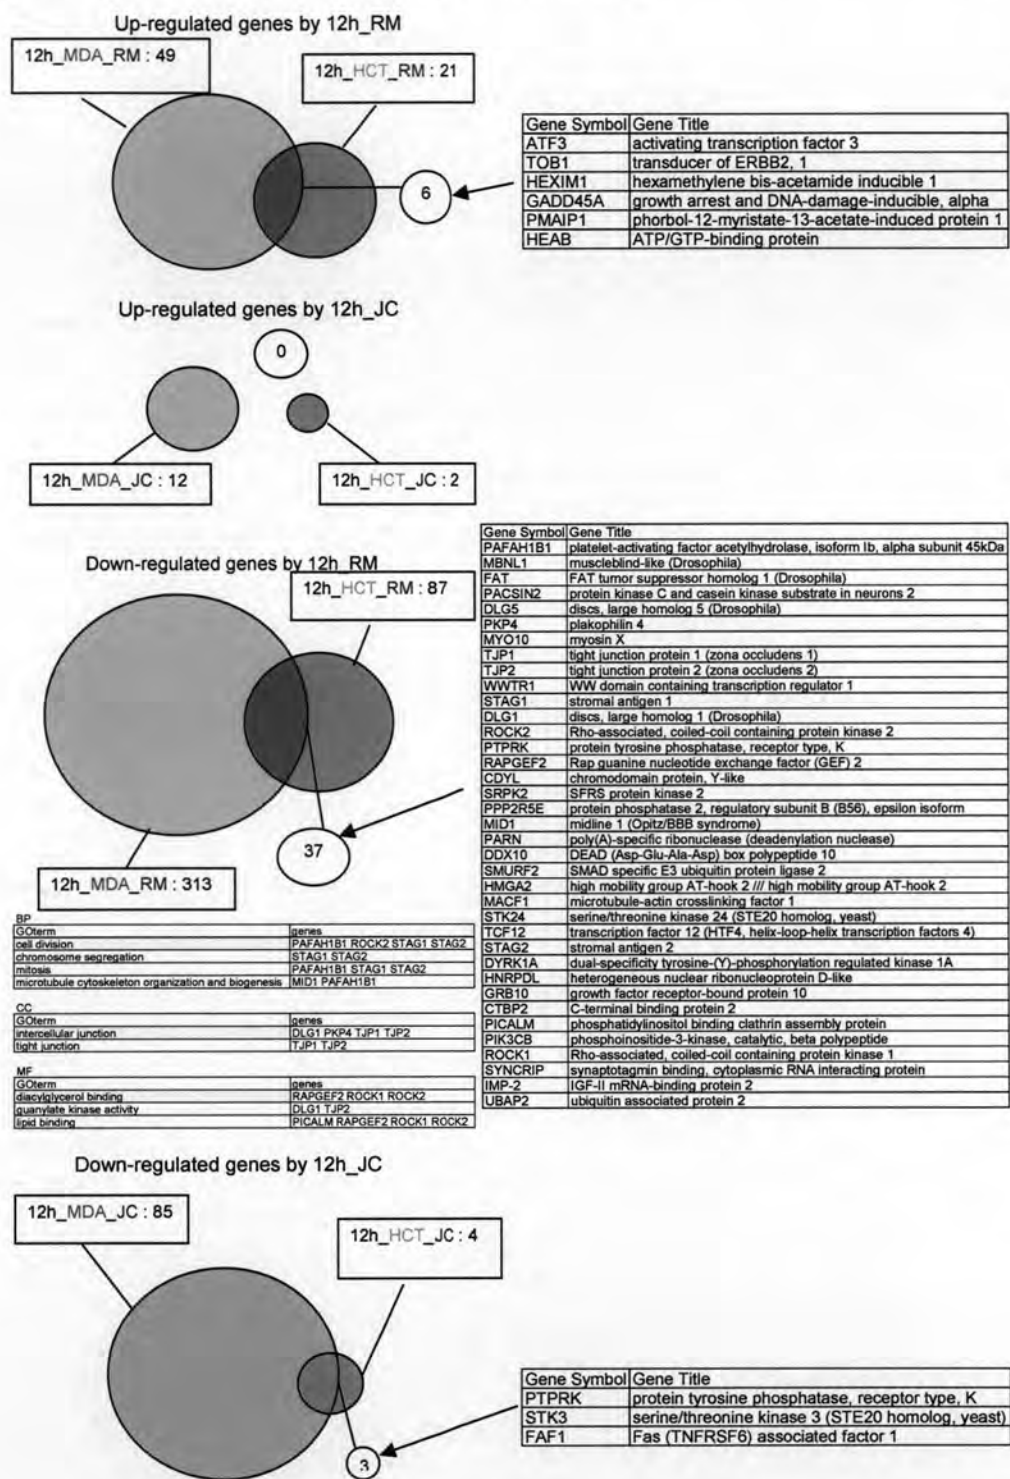 Up-regulated genes by 12h_RM
12h_MDA_RM : 49
12h_HCT_RM : 21
6
Gene Symbol Gene Title
ATF3 activating transcription factor 3
TOB1 transducer of ERBB2, 1
HEXIM1 hexamethylene bis-acetamide inducible 1
GADD45A growth arrest and DNA-damage-inducible, alpha
PMAIP1 phorbol-12-myristate-13-acetate-induced protein 1
HEAB ATP/GTP-binding protein
Up-regulated genes by 12h_JC
0
12h_MDA_JC : 12
12h_HCT_JC : 2
Down-regulated genes by 12h_RM
12h_HCT_RM : 87
37
12h_MDA_RM : 313
Gene Symbol Gene Title
PAFAH1B1 platelet-activating factor acetylhydrolase, isoform Ib, alpha subunit 45kDa
MBNL1 muscleblind-like (Drosophila)
FAT FAT tumor suppressor homolog 1 (Drosophila)
PACSIN2 protein kinase C and casein kinase substrate in neurons 2
DLG5 discs, large homolog 5 (Drosophila)
PKP4 plakophilin 4
MYO10 myosin X
TJP1 tight junction protein 1 (zona occludens 1)
TJP2 tight junction protein 2 (zona occludens 2)
WWTR1 WW domain containing transcription regulator 1
STAG1 stromal antigen 1
DLG1 discs, large homolog 1 (Drosophila)
ROCK2 Rho-associated, coiled-coil containing protein kinase 2
PTPRK protein tyrosine phosphatase, receptor type, K
RAPGEF2 Rap guanine nucleotide exchange factor (GEF) 2
CDYL chromodomain protein, Y-like
SRPK2 SFRS protein kinase 2
PPP2R5E protein phosphatase 2, regulatory subunit B (B56), epsilon isoform
MID1 midline 1 (Opitz/BBB syndrome)
PARN poly(A)-specific ribonuclease (deadenylation nuclease)
DDX10 DEAD (Asp-Glu-Ala-Asp) box polypeptide 10
SMURF2 SMAD specific E3 ubiquitin protein ligase 2
HMGA2 high mobility group AT-hook 2 /// high mobility group AT-hook 2
MACF1 microtubule-actin crosslinking factor 1
STK24 serine/threonine kinase 24 (STE20 homolog, yeast)
TCF12 transcription factor 12 (HTF4, helix-loop-helix transcription factors 4)
STAG2 stromal antigen 2
DYRK1A dual-specificity tyrosine-(Y)-phosphorylation regulated kinase 1A
HNRPDL heterogeneous nuclear ribonucleoprotein D-like
GRB10 growth factor receptor-bound protein 10
CTBP2 C-terminal binding protein 2
PICALM phosphatidylinositol binding clathrin assembly protein
PIK3CB phosphoinositide-3-kinase, catalytic, beta polypeptide
ROCK1 Rho-associated, coiled-coil containing protein kinase 1
SYNCRIP synaptotagmin binding, cytoplasmic RNA interacting protein
IMP-2 IGF-II mRNA-binding protein 2
UBAP2 ubiquitin associated protein 2
BP
GOterm genes
cell division PAFAH1B1 ROCK2 STAG1 STAG2
chromosome segregation STAG1 STAG2
mitosis PAFAH1B1 STAG1 STAG2
microtubule cytoskeleton organization and biogenesis MID1 PAFAH1B1
CC
GOterm genes
intercellular junction DLG1 PKP4 TJP1 TJP2
tight junction TJP1 TJP2
MF
GOterm genes
diacylglycerol binding RAPGEF2 ROCK1 ROCK2
guanylate kinase activity DLG1 TJP2
lipid binding PICALM RAPGEF2 ROCK1 ROCK2
Down-regulated genes by 12h_JC
12h_MDA_JC : 85
12h_HCT_JC : 4
3
Gene Symbol Gene Title
PTPRK protein tyrosine phosphatase, receptor type, K
STK3 serine/threonine kinase 3 (STE20 homolog, yeast)
FAF1 Fas (TNFRSF6) associated factor 1